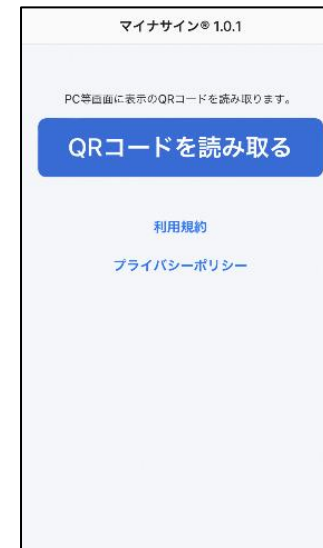 マイナサイン® 1.0.1
PC等画面に表示のQRコードを読み取ります。
QRコードを読み取る
利用規約
プライバシーポリシー